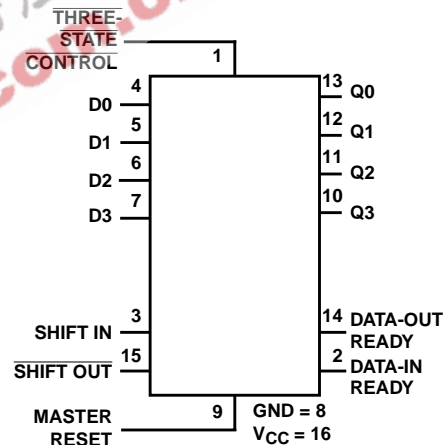 THREE-
STATE
CONTROL
1
4
D0
5
D1
6
D2
7
D3
13
Q0
12
Q1
11
Q2
10
Q3
3
SHIFT IN
15
SHIFT OUT
14 DATA-OUT
READY
2 DATA-IN
READY
MASTER
RESET
9
GND = 8
VCC = 16
com.